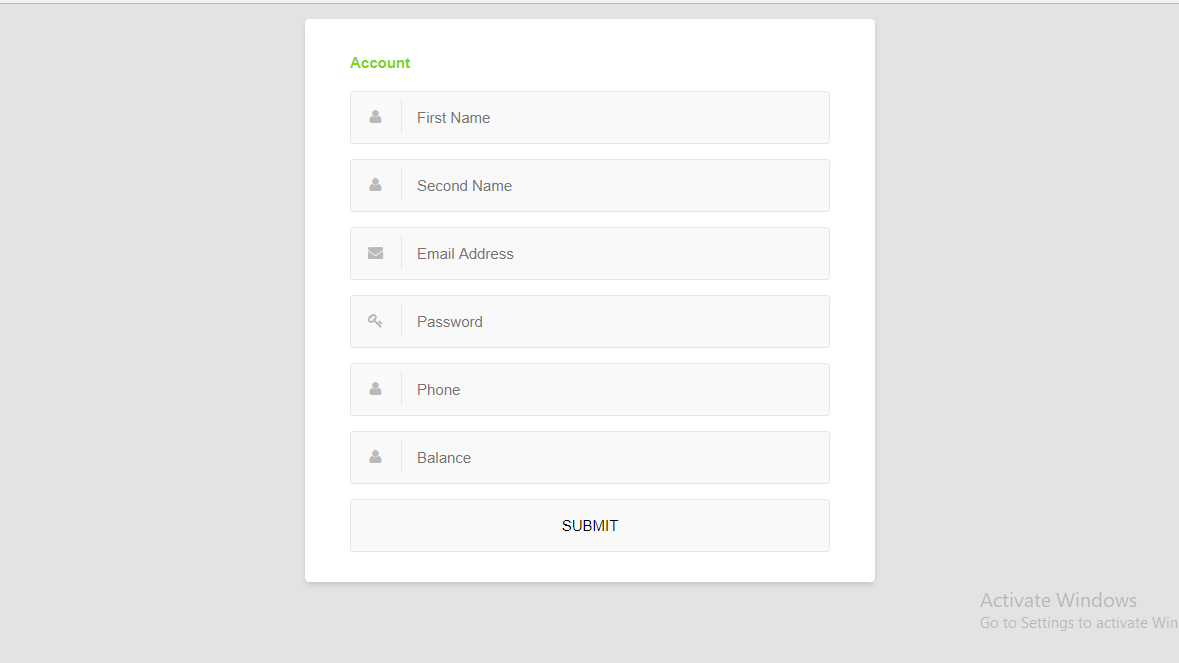 Account
First Name
Second Name
Email Address
Password
Phone
Balance
SUBMIT
Activate Windows
Go to Settings to activate Win